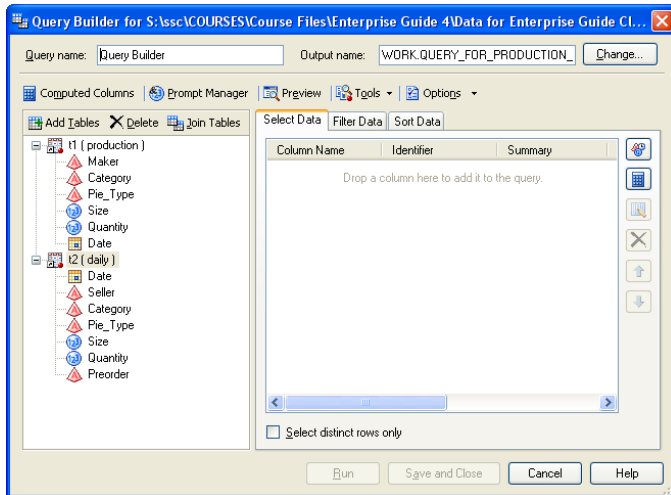 Query Builder for S:\ssc\COURSES\Course Files\Enterprise Guide 4\Data for Enterprise Guide Cl...
Query name: Query Builder Output name: WORK.QUERY_FOR_PRODUCTION_ Change...
Computed Columns Prompt Manager Preview Tools Options
Add Tables Delete Join Tables
Select Data Filter Data Sort Data
t1 ( production )
Maker
Category
Pie_Type
Size
Quantity
Date
t2 ( daily )
Date
Seller
Category
Pie_Type
Size
Quantity
Preorder
Column Name Identifier Summary
Drop a column here to add it to the query.
Select distinct rows only
Run Save and Close Cancel Help